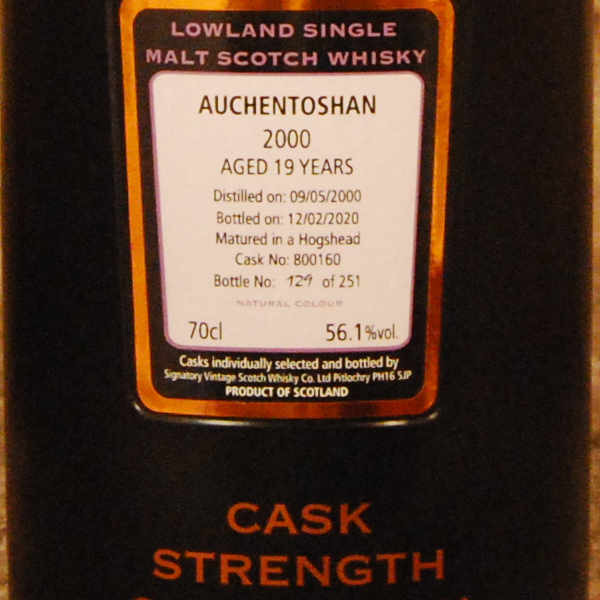 LOWLAND SINGLE
MALT SCOTCH WHISKY
AUCHENTOSHAN
2000
AGED 19 YEARS
Distilled on: 09/05/2000
Bottled on: 12/02/2020
Matured in a Hogshead
Cask No: 800160
Bottle No: 129 of 251
NATURAL COLOUR
70cl 56.1%vol.
Casks individually selected and bottled by
Signatory Vintage Scotch Whisky Co. Ltd Pitlochry PH16 5JP
PRODUCT OF SCOTLAND
CASK
STRENGTH